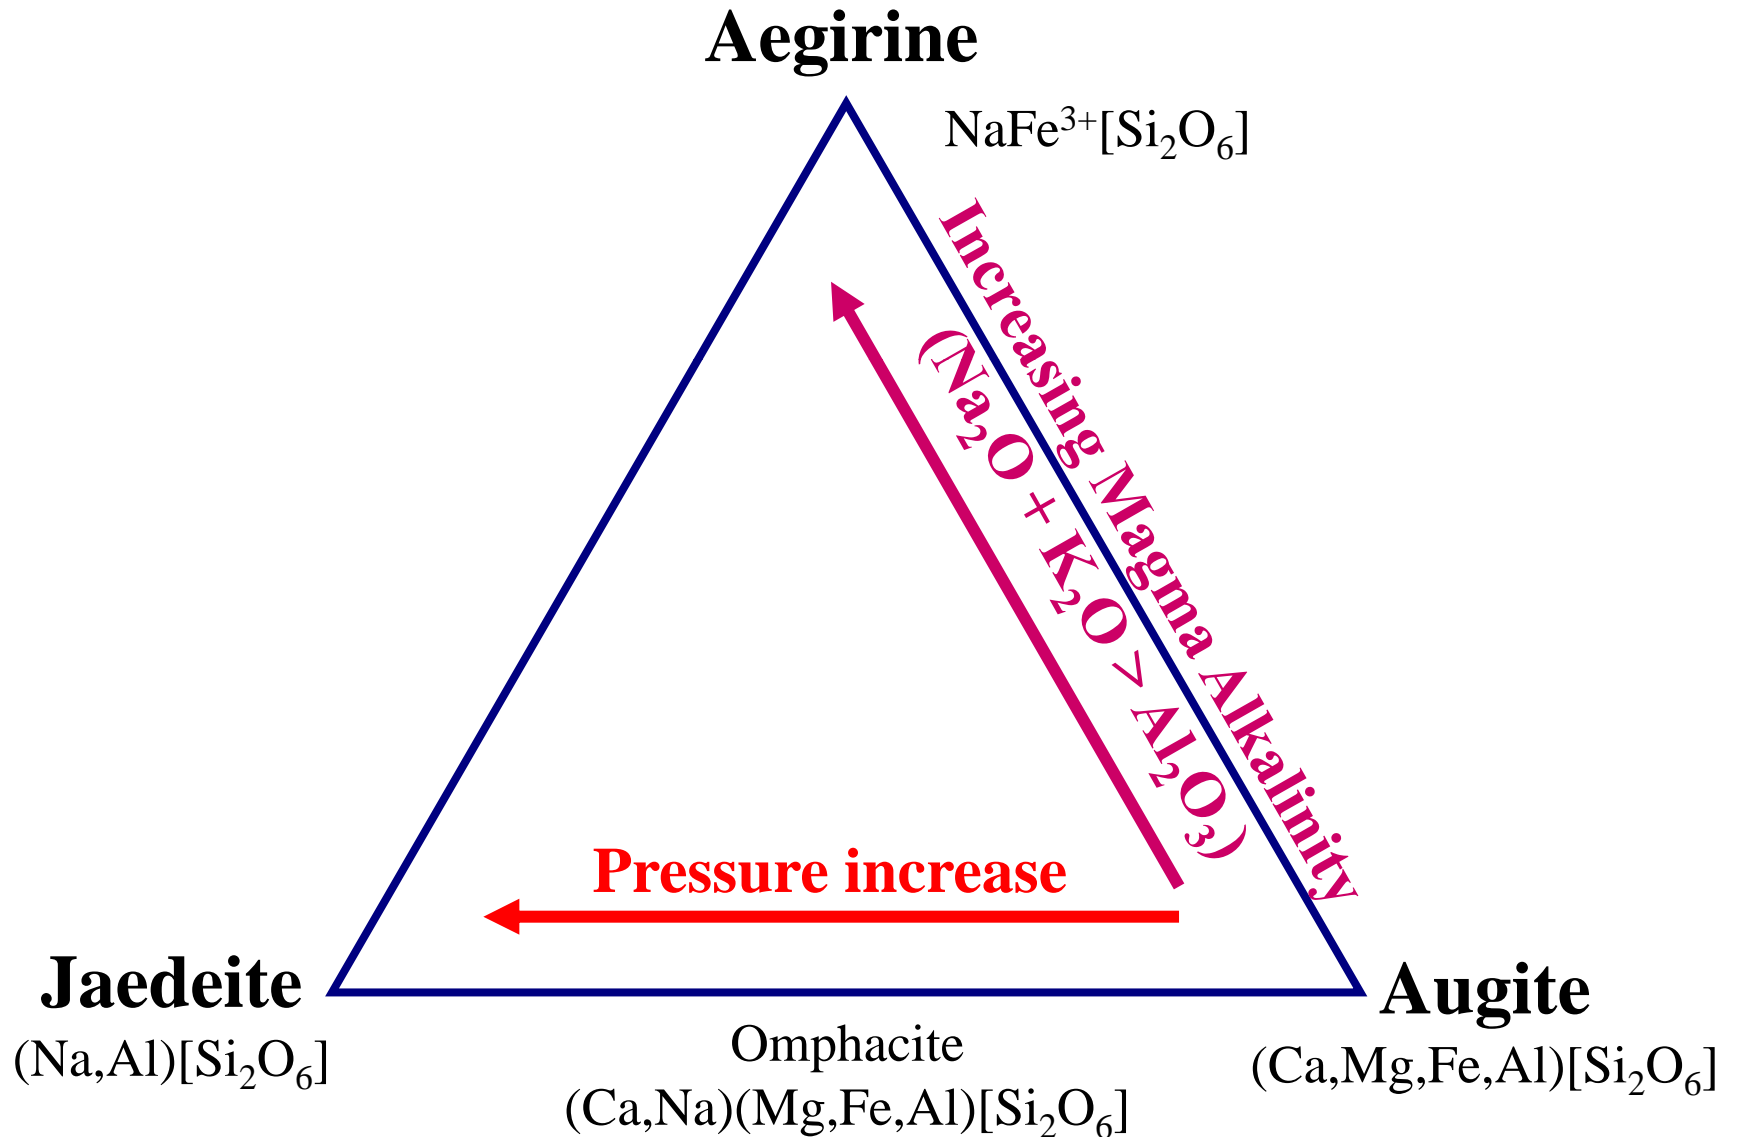 Aegirine
NaFe³⁺[Si₂O₆]
Increasing Magma Alkalinity
(Na₂O + K₂O > Al₂O₃)
Pressure increase
Jaedeite
(Na,Al)[Si₂O₆]
Omphacite
(Ca,Na)(Mg,Fe,Al)[Si₂O₆]
Augite
(Ca,Mg,Fe,Al)[Si₂O₆]